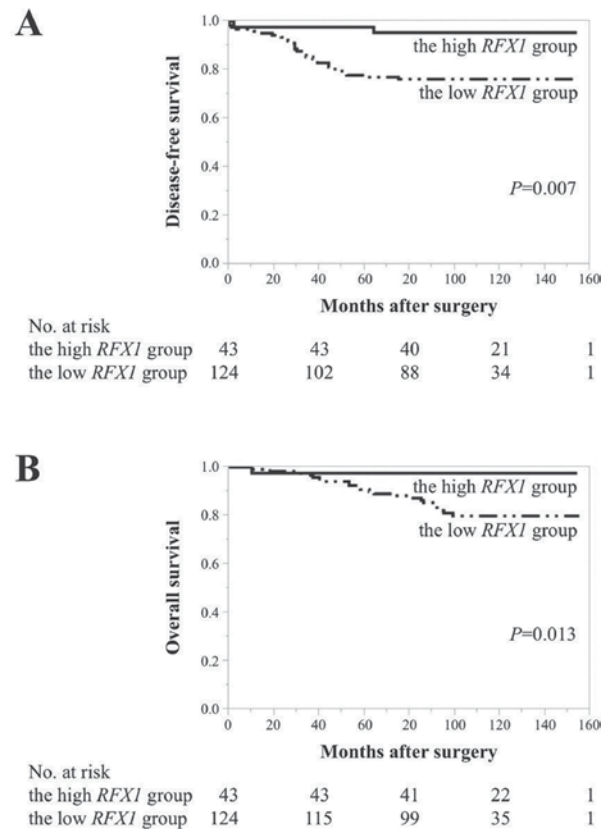 A
1.0
the high RFX1 group
0.8
the low RFX1 group
0.6
Disease-free survival
0.4
P=0.007
0.2
0.0
0 20 40 60 20 100 120 140 1600
Months after surgery
No. at risk
the high RFX1 group 43 43 40 21 1
the low RFX1 group 124 102 88 34 1
B
1.0
the high RFX1 group
0.8
the low RFX1 group
0.6
Overall survival
0.4
P=0.013
0.2
0.0
0 20 40 60 20 100 120 140 1600
Months after surgery
No. at risk
the high RFX1 group 43 43 41 22 1
the low RFX1 group 124 115 99 35 1